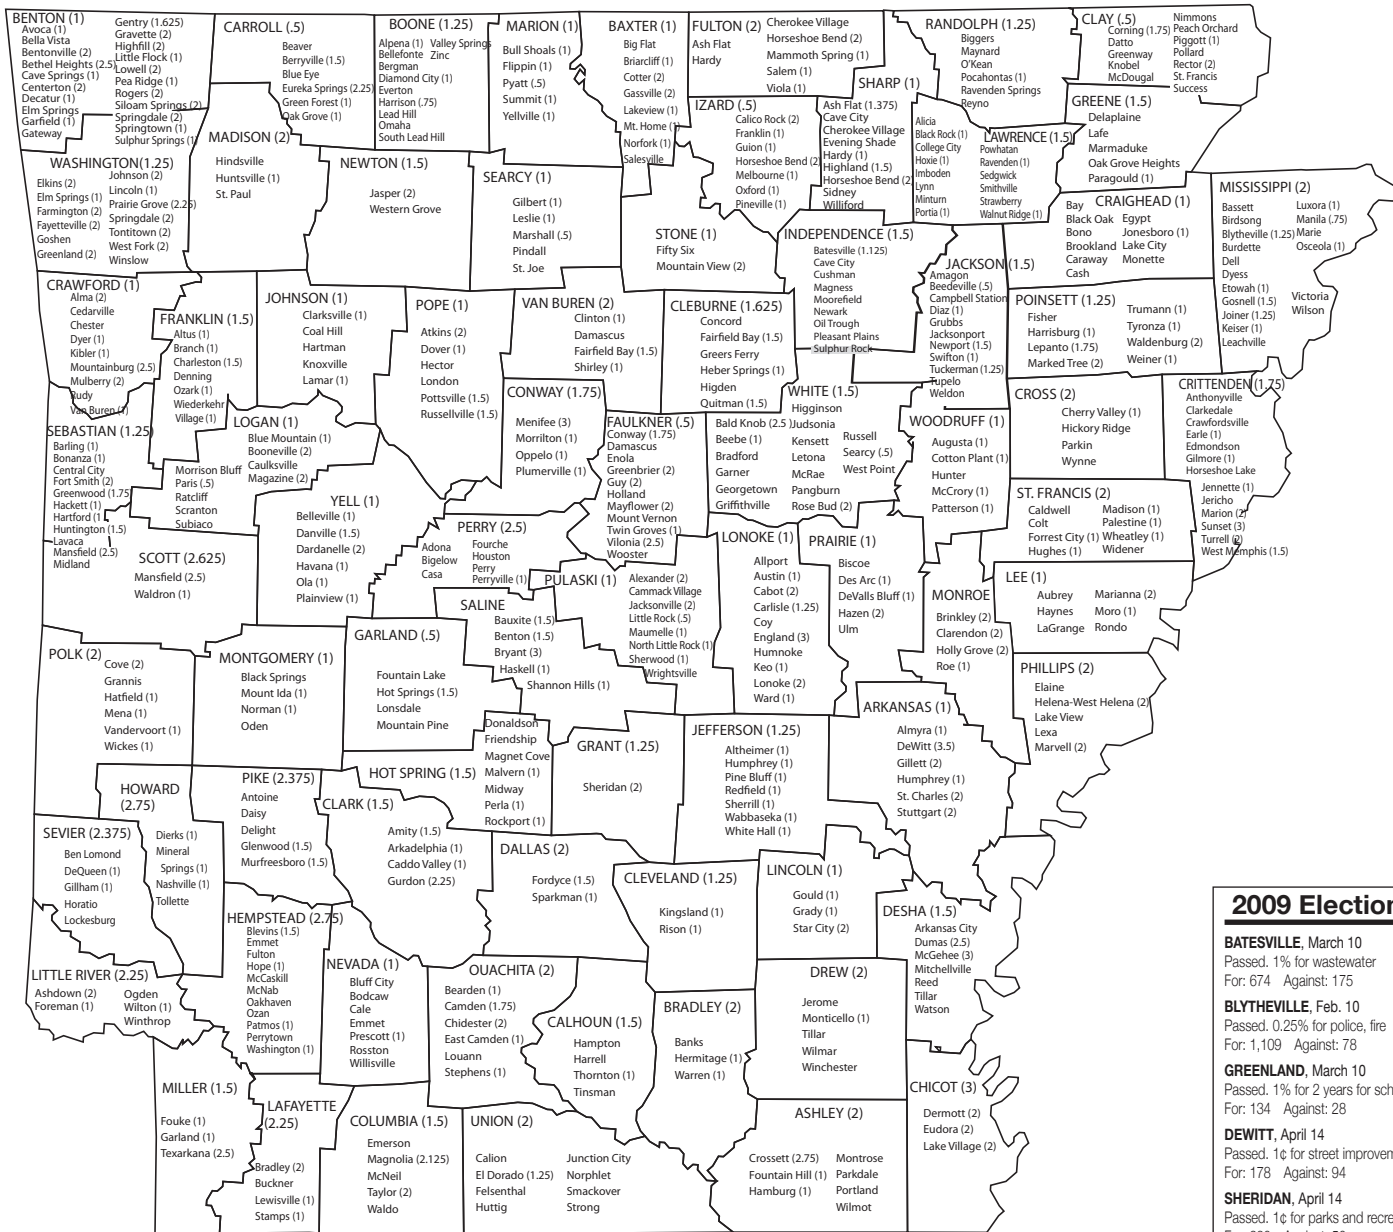 BENTON (1)
Avoca (1)
Bella Vista
Bentonville (2)
Bethel Heights (2.5)
Cave Springs (1)
Centerton (2)
Decatur (1)
Elm Springs
Garfield (1)
Gateway
Gentry (1.625)
Gravette (2)
Highfill (2)
Little Flock (1)
Lowell (2)
Pea Ridge (1)
Rogers (2)
Siloam Springs (2)
Springdale (2)
Springtown (1)
Sulphur Springs (1)
CARROLL (.5)
Beaver
Berryville (1.5)
Blue Eye
Eureka Springs (2.25)
Green Forest (1)
Oak Grove (1)
BOONE (1.25)
Alpena (1) Valley Springs
Bellefonte Zinc
Bergman
Diamond City (1)
Everton
Harrison (.75)
Lead Hill
Omaha
South Lead Hill
MARION (1)
Bull Shoals (1)
Flippin (1)
Pyatt (.5)
Summit (1)
Yellville (1)
BAXTER (1)
Big Flat
Briarcliff (1)
Cotter (2)
Gassville (2)
Lakeview (1)
Mt. Home (1)
Norfork (1)
Salesville
FULTON (2)
Ash Flat
Hardy
Cherokee Village
Horseshoe Bend (2)
Mammoth Spring (1)
Salem (1)
Viola (1)
SHARP (1)
Ash Flat (1.375)
Cave City
Cherokee Village
Evening Shade
Hardy (1)
Highland (1.5)
Horseshoe Bend (2)
Sidney
Williford
RANDOLPH (1.25)
Biggers
Maynard
O'Kean
Pocahontas (1)
Ravenden Springs
Reyno
CLAY (.5)
Corning (1.75)
Datto
Greenway
Knobel
McDougal
Nimmons
Peach Orchard
Piggott (1)
Pollard
Rector (2)
St. Francis
Success
GREENE (1.5)
Delaplaine
Lafe
Marmaduke
Oak Grove Heights
Paragould (1)
IZARD (.5)
Calico Rock (2)
Franklin (1)
Guion (1)
Horseshoe Bend (2)
Melbourne (1)
Oxford (1)
Pineville (1)
LAWRENCE (1.5)
Alicia
Black Rock (1)
College City
Hoxie (1)
Imboden
Lynn
Minturn
Portia (1)
Powhatan
Ravenden (1)
Sedgwick
Smithville
Strawberry
Walnut Ridge (1)
MADISON (2)
Hindsville
Huntsville (1)
St. Paul
WASHINGTON(1.25)
Elkins (2)
Elm Springs (1)
Farmington (2)
Fayetteville (2)
Goshen
Greenland (2)
Johnson (2)
Lincoln (1)
Prairie Grove (2.25)
Springdale (2)
Tontitown (2)
West Fork (2)
Winslow
NEWTON (1.5)
Jasper (2)
Western Grove
SEARCY (1)
Gilbert (1)
Leslie (1)
Marshall (.5)
Pindall
St. Joe
STONE (1)
Fifty Six
Mountain View (2)
INDEPENDENCE (1.5)
Batesville (1.125)
Cave City
Cushman
Magness
Moorefield
Newark
Oil Trough
Pleasant Plains
Sulphur Rock
JACKSON (1.5)
Amagon
Beedeville (.5)
Campbell Station
Diaz (1)
Grubbs
Jacksonport
Newport (1.5)
Swifton (1)
Tuckerman (1.25)
Tupelo
Weldon
CRAIGHEAD (1)
Bay
Black Oak
Bono
Brookland
Caraway
Cash
Egypt
Jonesboro (1)
Lake City
Monette
MISSISSIPPI (2)
Bassett
Birdsong
Blytheville (1.25)
Burdette
Dell
Dyess
Etowah (1)
Gosnell (1.5)
Joiner (1.25)
Keiser (1)
Leachville
Luxora (1)
Manila (.75)
Marie
Osceola (1)
Victoria
Wilson
CRAWFORD (1)
Alma (2)
Cedarville
Chester
Dyer (1)
Kibler (1)
Mountainburg (2.5)
Mulberry (2)
Rudy
Van Buren (1)
FRANKLIN (1.5)
Altus (1)
Branch (1)
Charleston (1.5)
Denning
Ozark (1)
Wiederkehr
Village (1)
JOHNSON (1)
Clarksville (1)
Coal Hill
Hartman
Knoxville
Lamar (1)
POPE (1)
Atkins (2)
Dover (1)
Hector
London
Pottsville (1.5)
Russellville (1.5)
VAN BUREN (2)
Clinton (1)
Damascus
Fairfield Bay (1.5)
Shirley (1)
CLEBURNE (1.625)
Concord
Fairfield Bay (1.5)
Greers Ferry
Heber Springs (1)
Higden
Quitman (1.5)
POINSETT (1.25)
Fisher
Harrisburg (1)
Lepanto (1.75)
Marked Tree (2)
Trumann (1)
Tyronza (1)
Waldenburg (2)
Weiner (1)
CONWAY (1.75)
Menifee (3)
Morrilton (1)
Oppelo (1)
Plumerville (1)
FAULKNER (.5)
Conway (1.75)
Damascus
Enola
Greenbrier (2)
Guy (2)
Holland
Mayflower (2)
Mount Vernon
Twin Groves (1)
Vilonia (2.5)
Wooster
WHITE (1.5)
Bald Knob (2.5)
Beebe (1)
Bradford
Garner
Georgetown
Griffithville
Higginson
Judsonia
Kensett
Letona
McRae
Pangburn
Rose Bud (2)
Russell
Searcy (.5)
West Point
WOODRUFF (1)
Augusta (1)
Cotton Plant (1)
Hunter
McCrory (1)
Patterson (1)
CROSS (2)
Cherry Valley (1)
Hickory Ridge
Parkin
Wynne
CRITTENDEN (1.75)
Anthonyville
Clarkedale
Crawfordsville
Earle (1)
Edmondson
Gilmore (1)
Horseshoe Lake
Jennette (1)
Jericho
Marion (2)
Sunset (3)
Turrell (2)
West Memphis (1.5)
SEBASTIAN (1.25)
Barling (1)
Bonanza (1)
Central City
Fort Smith (2)
Greenwood (1.75)
Hackett (1)
Hartford (1)
Huntington (1.5)
Lavaca
Mansfield (2.5)
Midland
LOGAN (1)
Blue Mountain (1)
Booneville (2)
Caulksville
Magazine (2)
Morrison Bluff
Paris (.5)
Ratcliff
Scranton
Subiaco
YELL (1)
Belleville (1)
Danville (1.5)
Dardanelle (2)
Havana (1)
Ola (1)
Plainview (1)
PERRY (2.5)
Adona
Bigelow
Casa
Fourche
Houston
Perry
Perryville (1)
ST. FRANCIS (2)
Caldwell
Colt
Forrest City (1)
Hughes (1)
Madison (1)
Palestine (1)
Wheatley (1)
Widener
SCOTT (2.625)
Mansfield (2.5)
Waldron (1)
PULASKI (1)
Alexander (2)
Cammack Village
Jacksonville (2)
Little Rock (.5)
Maumelle (1)
North Little Rock (1)
Sherwood (1)
Wrightsville
LONOKE (1)
Allport
Austin (1)
Cabot (2)
Carlisle (1.25)
Coy
England (3)
Humnoke
Keo (1)
Lonoke (2)
Ward (1)
PRAIRIE (1)
Biscoe
Des Arc (1)
DeValls Bluff (1)
Hazen (2)
Ulm
MONROE
Brinkley (2)
Clarendon (2)
Holly Grove (2)
Roe (1)
LEE (1)
Aubrey
Haynes
LaGrange
Marianna (2)
Moro (1)
Rondo
SALINE
Bauxite (1.5)
Benton (1.5)
Bryant (3)
Haskell (1)
Shannon Hills (1)
GARLAND (.5)
Fountain Lake
Hot Springs (1.5)
Lonsdale
Mountain Pine
POLK (2)
Cove (2)
Grannis
Hatfield (1)
Mena (1)
Vandervoort (1)
Wickes (1)
MONTGOMERY (1)
Black Springs
Mount Ida (1)
Norman (1)
Oden
PHILLIPS (2)
Elaine
Helena-West Helena (2)
Lake View
Lexa
Marvell (2)
HOT SPRING (1.5)
Donaldson
Friendship
Magnet Cove
Malvern (1)
Midway
Perla (1)
Rockport (1)
GRANT (1.25)
Sheridan (2)
JEFFERSON (1.25)
Altheimer (1)
Humphrey (1)
Pine Bluff (1)
Redfield (1)
Sherrill (1)
Wabbaseka (1)
White Hall (1)
ARKANSAS (1)
Almyra (1)
DeWitt (3.5)
Gillett (2)
Humphrey (1)
St. Charles (2)
Stuttgart (2)
HOWARD
(2.75)
Dierks (1)
Mineral
Springs (1)
Nashville (1)
Tollette
PIKE (2.375)
Antoine
Daisy
Delight
Glenwood (1.5)
Murfreesboro (1.5)
CLARK (1.5)
Amity (1.5)
Arkadelphia (1)
Caddo Valley (1)
Gurdon (2.25)
SEVIER (2.375)
Ben Lomond
DeQueen (1)
Gillham (1)
Horatio
Lockesburg
DALLAS (2)
Fordyce (1.5)
Sparkman (1)
CLEVELAND (1.25)
Kingsland (1)
Rison (1)
LINCOLN (1)
Gould (1)
Grady (1)
Star City (2)
DESHA (1.5)
Arkansas City
Dumas (2.5)
McGehee (3)
Mitchellville
Reed
Tillar
Watson
HEMPSTEAD (2.75)
Blevins (1.5)
Emmet
Fulton
Hope (1)
McCaskill
McNab
Oakhaven
Ozan
Patmos (1)
Perrytown
Washington (1)
LITTLE RIVER (2.25)
Ashdown (2)
Foreman (1)
Ogden
Wilton (1)
Winthrop
NEVADA (1)
Bluff City
Bodcaw
Cale
Emmet
Prescott (1)
Rosston
Willisville
OUACHITA (2)
Bearden (1)
Camden (1.75)
Chidester (2)
East Camden (1)
Louann
Stephens (1)
CALHOUN (1.5)
Hampton
Harrell
Thornton (1)
Tinsman
BRADLEY (2)
Banks
Hermitage (1)
Warren (1)
DREW (2)
Jerome
Monticello (1)
Tillar
Wilmar
Winchester
MILLER (1.5)
Fouke (1)
Garland (1)
Texarkana (2.5)
LAFAYETTE
(2.25)
Bradley (2)
Buckner
Lewisville (1)
Stamps (1)
COLUMBIA (1.5)
Emerson
Magnolia (2.125)
McNeil
Taylor (2)
Waldo
UNION (2)
Calion
El Dorado (1.25)
Felsenthal
Huttig
Junction City
Norphlet
Smackover
Strong
ASHLEY (2)
Crossett (2.75)
Fountain Hill (1)
Hamburg (1)
Montrose
Parkdale
Portland
Wilmot
CHICOT (3)
Dermott (2)
Eudora (2)
Lake Village (2)
2009 Election
BATESVILLE, March 10
Passed. 1% for wastewater
For: 674 Against: 175
BLYTHEVILLE, Feb. 10
Passed. 0.25% for police, fire
For: 1,109 Against: 78
GREENLAND, March 10
Passed. 1% for 2 years for sch
For: 134 Against: 28
DEWITT, April 14
Passed. 1¢ for street improvem
For: 178 Against: 94
SHERIDAN, April 14
Passed. 1¢ for parks and recre